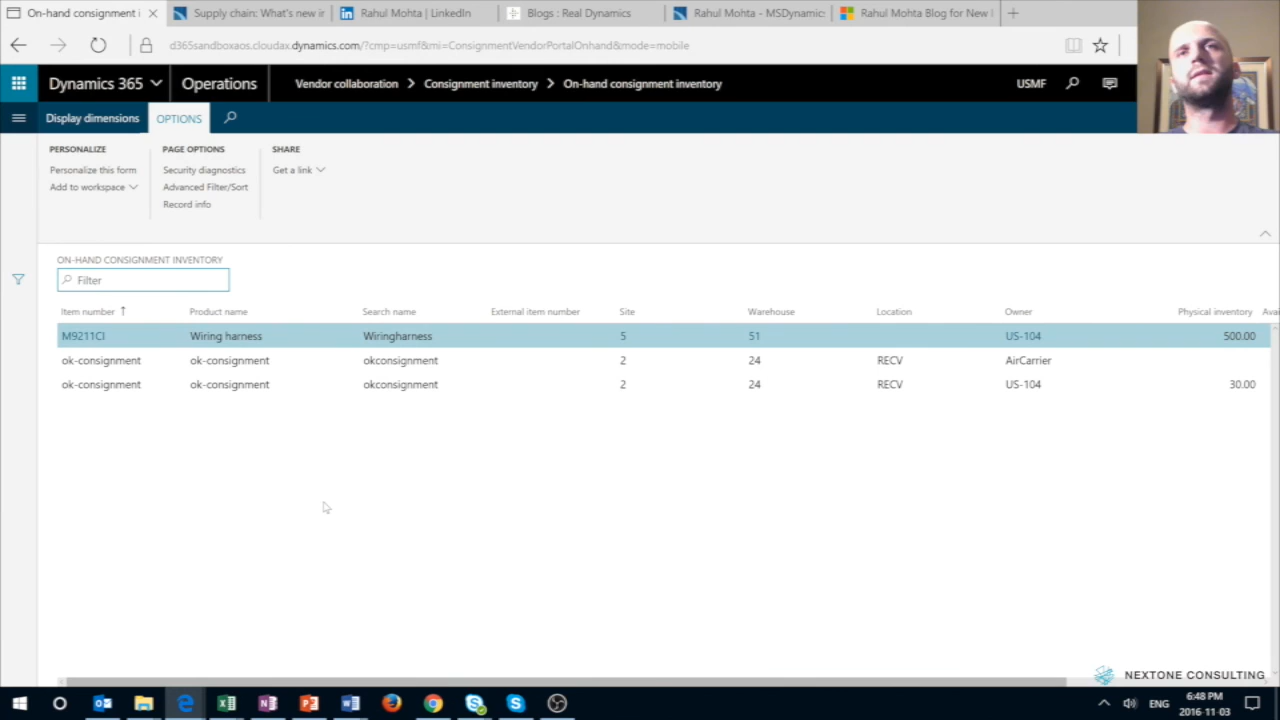 On-hand consignment i
Supply chain: What's new ir
Rahul Mohta | LinkedIn
Blogs : Real Dynamics
Rahul Mohta - MSDynamic
Rahul Mohta Blog for New
d365sandboxaos.cloudax.dynamics.com/?cmp=usmf&mi=ConsignmentVendorPortalOnhand&mode=mobile
Dynamics 365 Operations Vendor collaboration > Consignment inventory > On-hand consignment inventory USMF
Display dimensions OPTIONS
PERSONALIZE PAGE OPTIONS SHARE
Personalize this form Security diagnostics Get a link
Add to workspace Advanced Filter/Sort
Record info
ON-HAND CONSIGNMENT INVENTORY
Filter
Item number Product name Search name External item number Site Warehouse Location Owner Physical inventory Avai
M9211CI Wiring harness Wiringharness 5 51 US-104 500.00
ok-consignment ok-consignment okconsignment 2 24 RECV AirCarrier
ok-consignment ok-consignment okconsignment 2 24 RECV US-104 30.00
NEXTONE CONSULTING
ENG 6:48 PM
2016-11-03